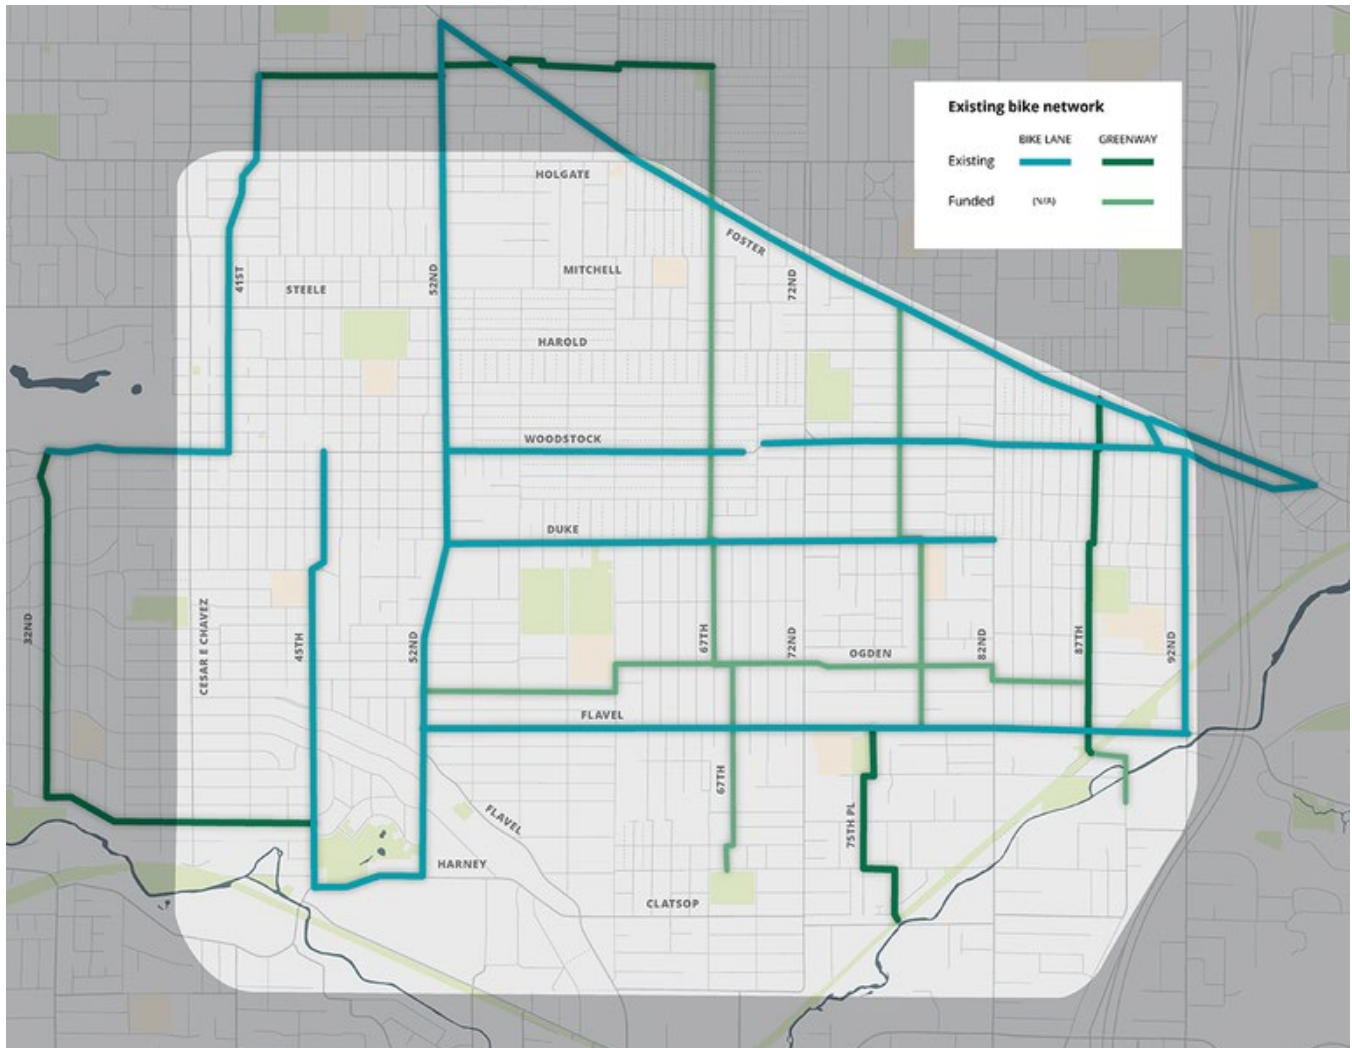 Existing bike network
BIKE LANE GREENWAY
Existing
Funded (N/A)
HOLGATE
FOSTER
41ST
STEELE
52ND
MITCHELL
72ND
HAROLD
WOODSTOCK
DUKE
32ND
CESAR E CHAVEZ
45TH
52ND
67TH
72ND
OGDEN
82ND
87TH
92ND
FLAVEL
67TH
FLAVEL
75TH PL
HARNEY
CLATSOP